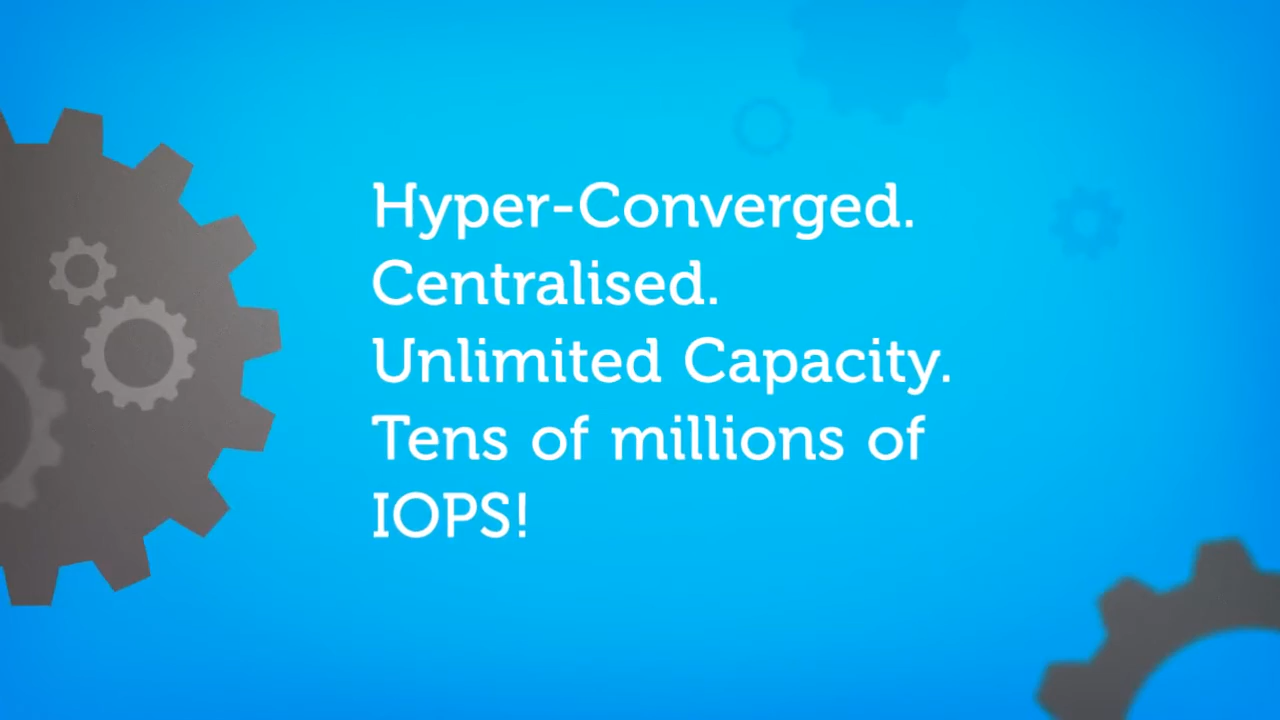 Hyper-Converged.
Centralised.
Unlimited Capacity.
Tens of millions of
IOPS!